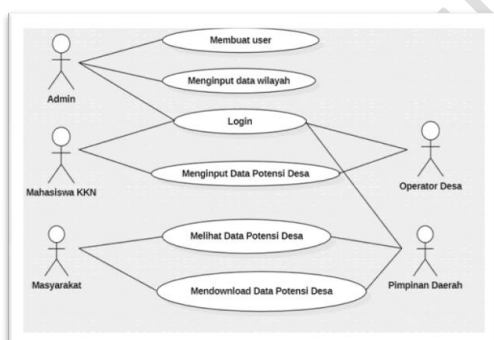 Membuat user
Menginput data wilayah
Admin
Login
Mahasiswa KKN
Menginput Data Potensi Desa
Operator Desa
Melihat Data Potensi Desa
Masyarakat
Mendownload Data Potensi Desa
Pimpinan Daerah